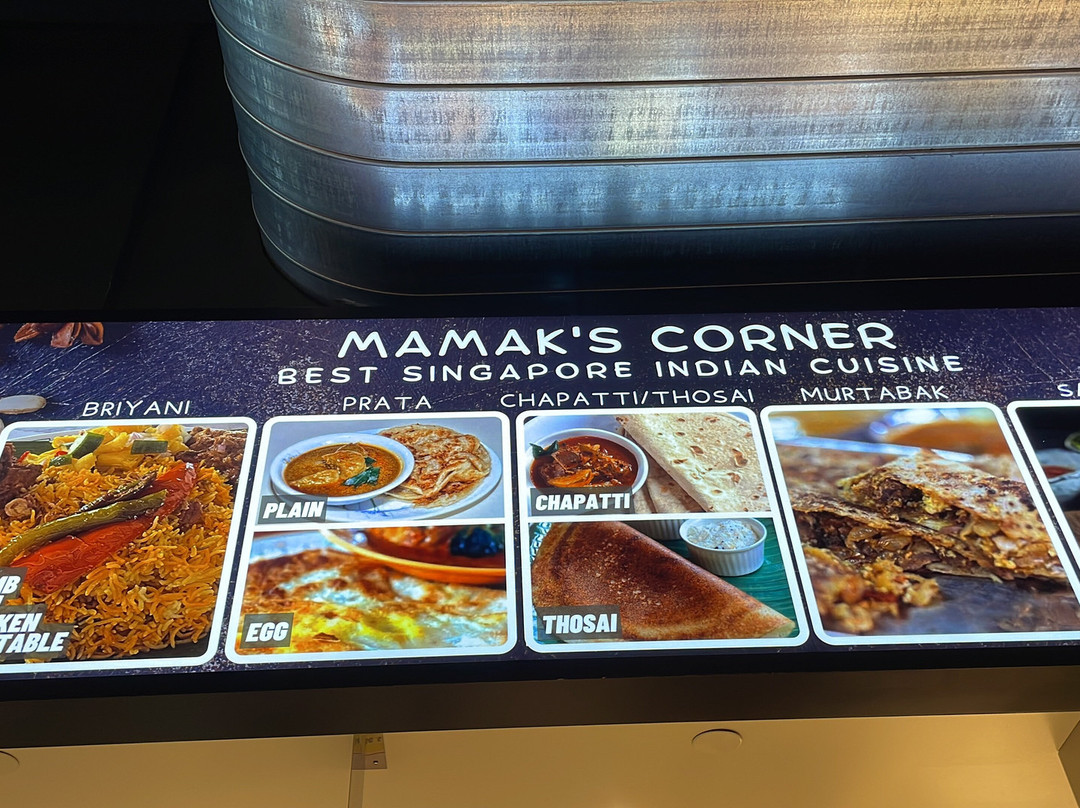 MAMAK'S CORNER
BEST SINGAPORE INDIAN CUISINE
BRIYANI
PRATA
CHAPATTI/THOSAI
MURTABAK
PLAIN
EGG
CHAPATTI
THOSAI